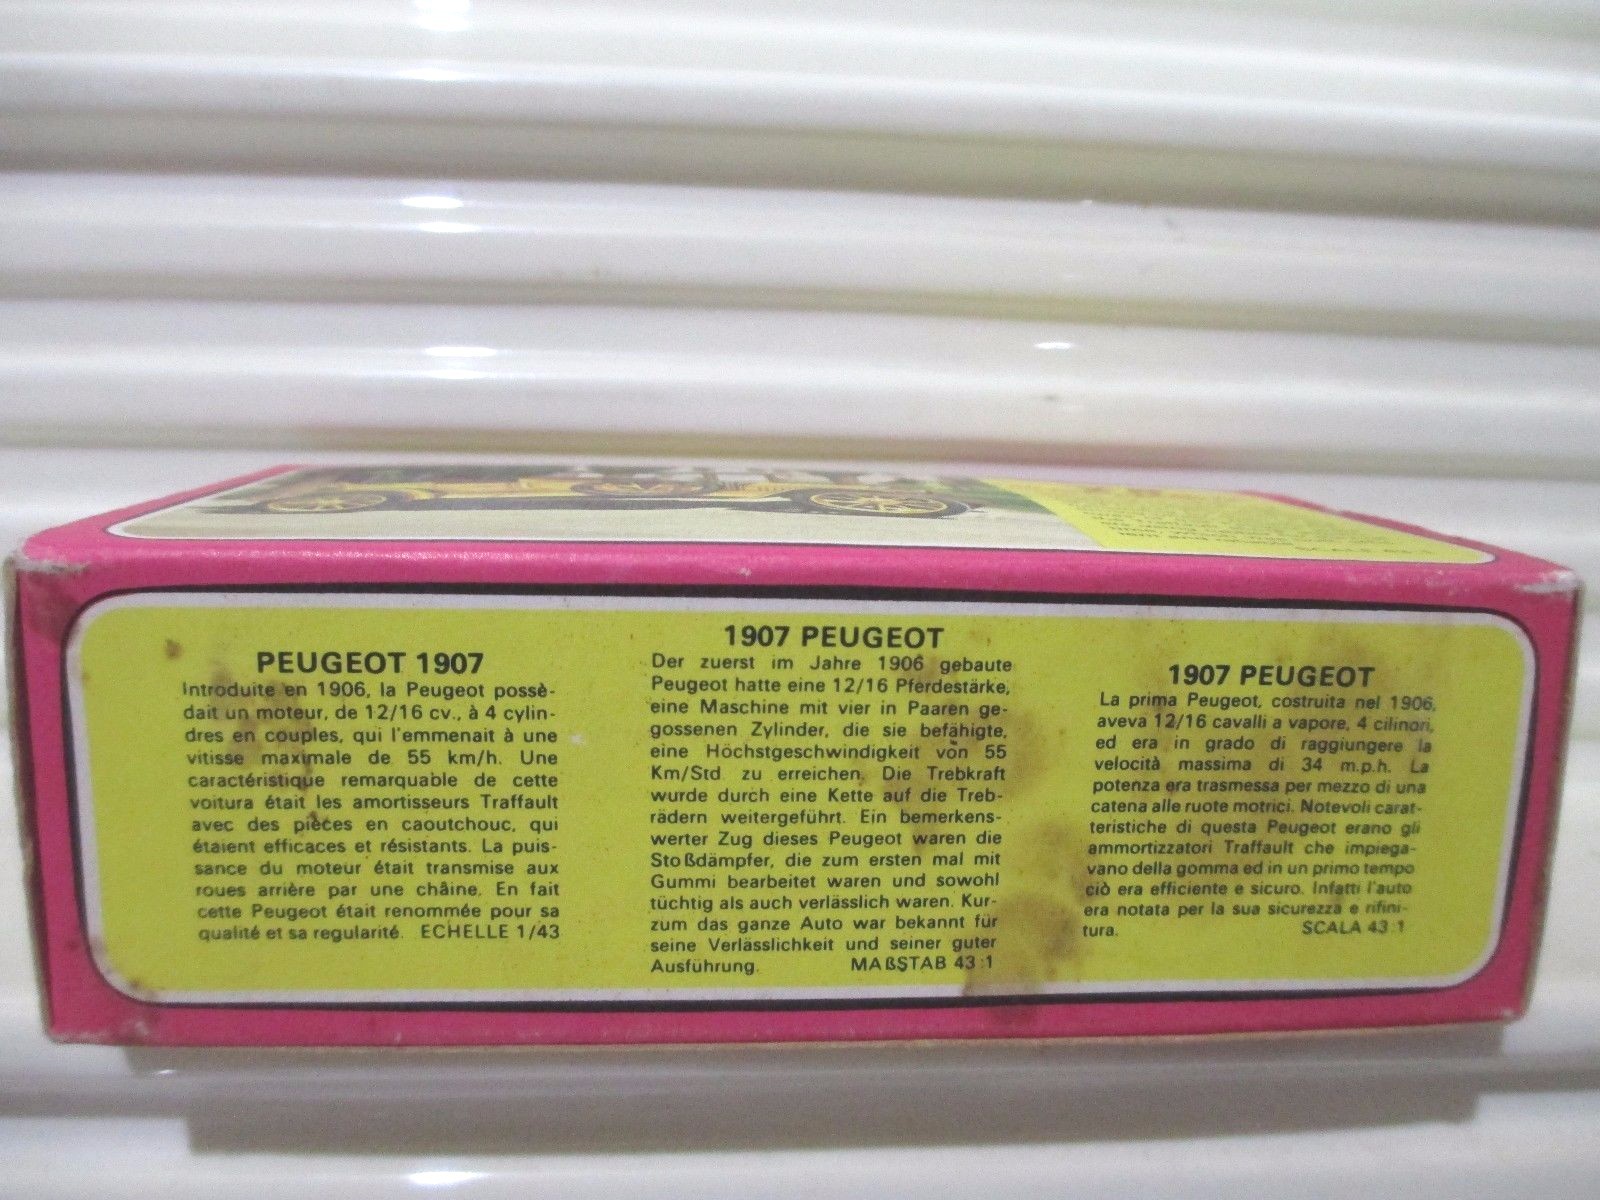 PEUGEOT 1907
Introduite en 1906, la Peugeot possè-
dait un moteur, de 12/16 cv., à 4 cylin-
dres en couples, qui l'emmenait à une
vitisse maximale de 55 km/h. Une
caractéristique remarquable de cette
voitura était les amortisseurs Traffault
avec des pièces en caoutchouc, qui
étaient efficaces et résistants. La puis-
sance du moteur était transmise aux
roues arrière par une châine. En fait
cette Peugeot était renommée pour sa
qualité et sa regularité. ECHELLE 1/43
1907 PEUGEOT
Der zuerst im Jahre 1906 gebaute
Peugeot hatte eine 12/16 Pferdestärke,
eine Maschine mit vier in Paaren ge-
gossenen Zylinder, die sie befähigte,
eine Höchstgeschwindigkeit von 55
Km/Std. zu erreichen. Die Trebkraft
wurde durch eine Kette auf die Treb-
rädern weitergeführt. Ein bemerkens-
werter Zug dieses Peugeot waren die
Stoßdämpfer, die zum ersten mal mit
Gummi bearbeitet waren und sowohl
tüchtig als auch verlässlich waren. Kur-
zum das ganze Auto war bekannt für
seine Verlässlichkeit und seiner guter
Ausführung. MAßSTAB 43:1
1907 PEUGEOT
La prima Peugeot, costruita nel 1906,
aveva 12/16 cavalli a vapore, 4 cilinori,
ed era in grado di raggiungere la
velocità massima di 34 m.p.h. La
potenza era trasmessa per mezzo di una
catena alle ruote motrici. Notevoli carat-
teristiche di questa Peugeot erano gli
ammortizzatori Traffault che impiega-
vano della gomma ed in un primo tempo
ciò era efficiente e sicuro. Infatti l'auto
era notata per la sua sicurezza e rifini-
tura. SCALA 43:1